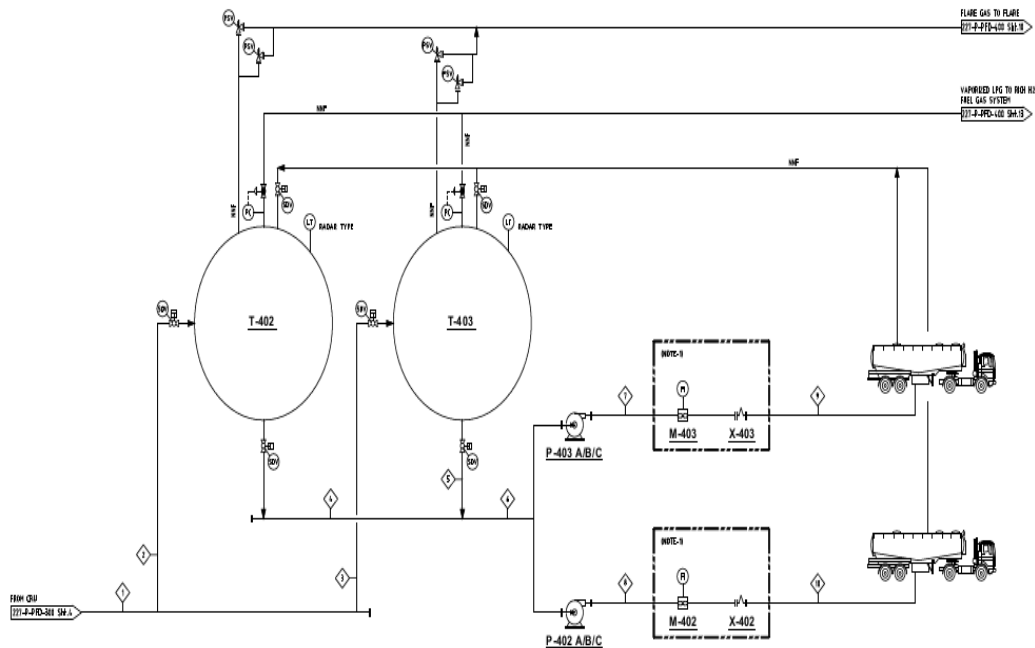 FLARE GAS TO FLARE
227-P-PFD-400 Sht.18
PSV
PSV
PSV
PSV
VAPORIZED LPG TO RICH H2
FUEL GAS SYSTEM
227-P-PFD-400 Sht.13
NNF
NNF
NNF
NNF
NNF
PC
SDV
LT
RADAR TYPE
PC
SDV
LT
RADAR TYPE
SDV
T-402
SDV
T-403
SDV
SDV
(NOTE-1)
7
FI
9
M-403
X-403
P-403 A/B/C
5
4
6
(NOTE-1)
2
3
8
FI
10
M-402
X-402
P-402 A/B/C
1
FROM CRU
227-P-PFD-300 Sht.4